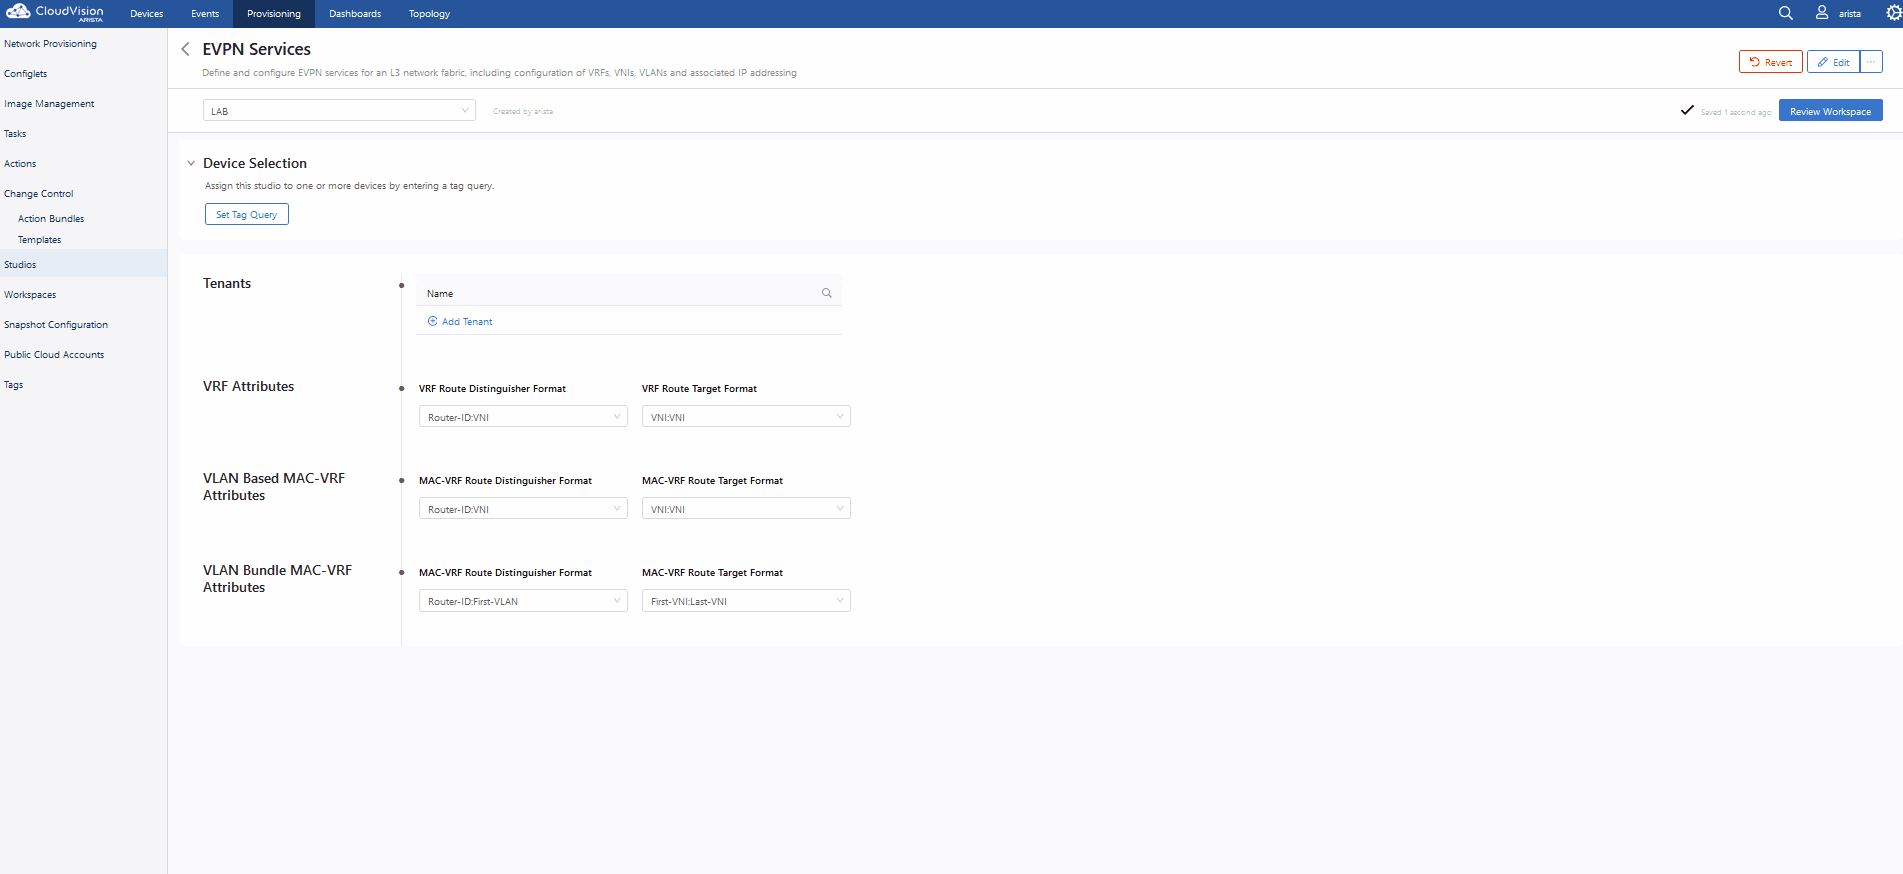 CloudVision
ARISTA
Devices
Events
Provisioning
Dashboards
Topology
arista
Network Provisioning
Configlets
Image Management
Tasks
Actions
Change Control
Action Bundles
Templates
Studios
Workspaces
Snapshot Configuration
Public Cloud Accounts
Tags
EVPN Services
Define and configure EVPN services for an L3 network fabric, including configuration of VRFs, VNIs, VLANs and associated IP addressing
Revert
Edit
...
LAB
Created by arista
Saved 1 second ago
Review Workspace
Device Selection
Assign this studio to one or more devices by entering a tag query.
Set Tag Query
Tenants
Name
Add Tenant
VRF Attributes
VRF Route Distinguisher Format
VRF Route Target Format
Router-ID:VNI
VNI:VNI
VLAN Based MAC-VRF
Attributes
MAC-VRF Route Distinguisher Format
MAC-VRF Route Target Format
Router-ID:VNI
VNI:VNI
VLAN Bundle MAC-VRF
Attributes
MAC-VRF Route Distinguisher Format
MAC-VRF Route Target Format
Router-ID:First-VLAN
First-VNI:Last-VNI